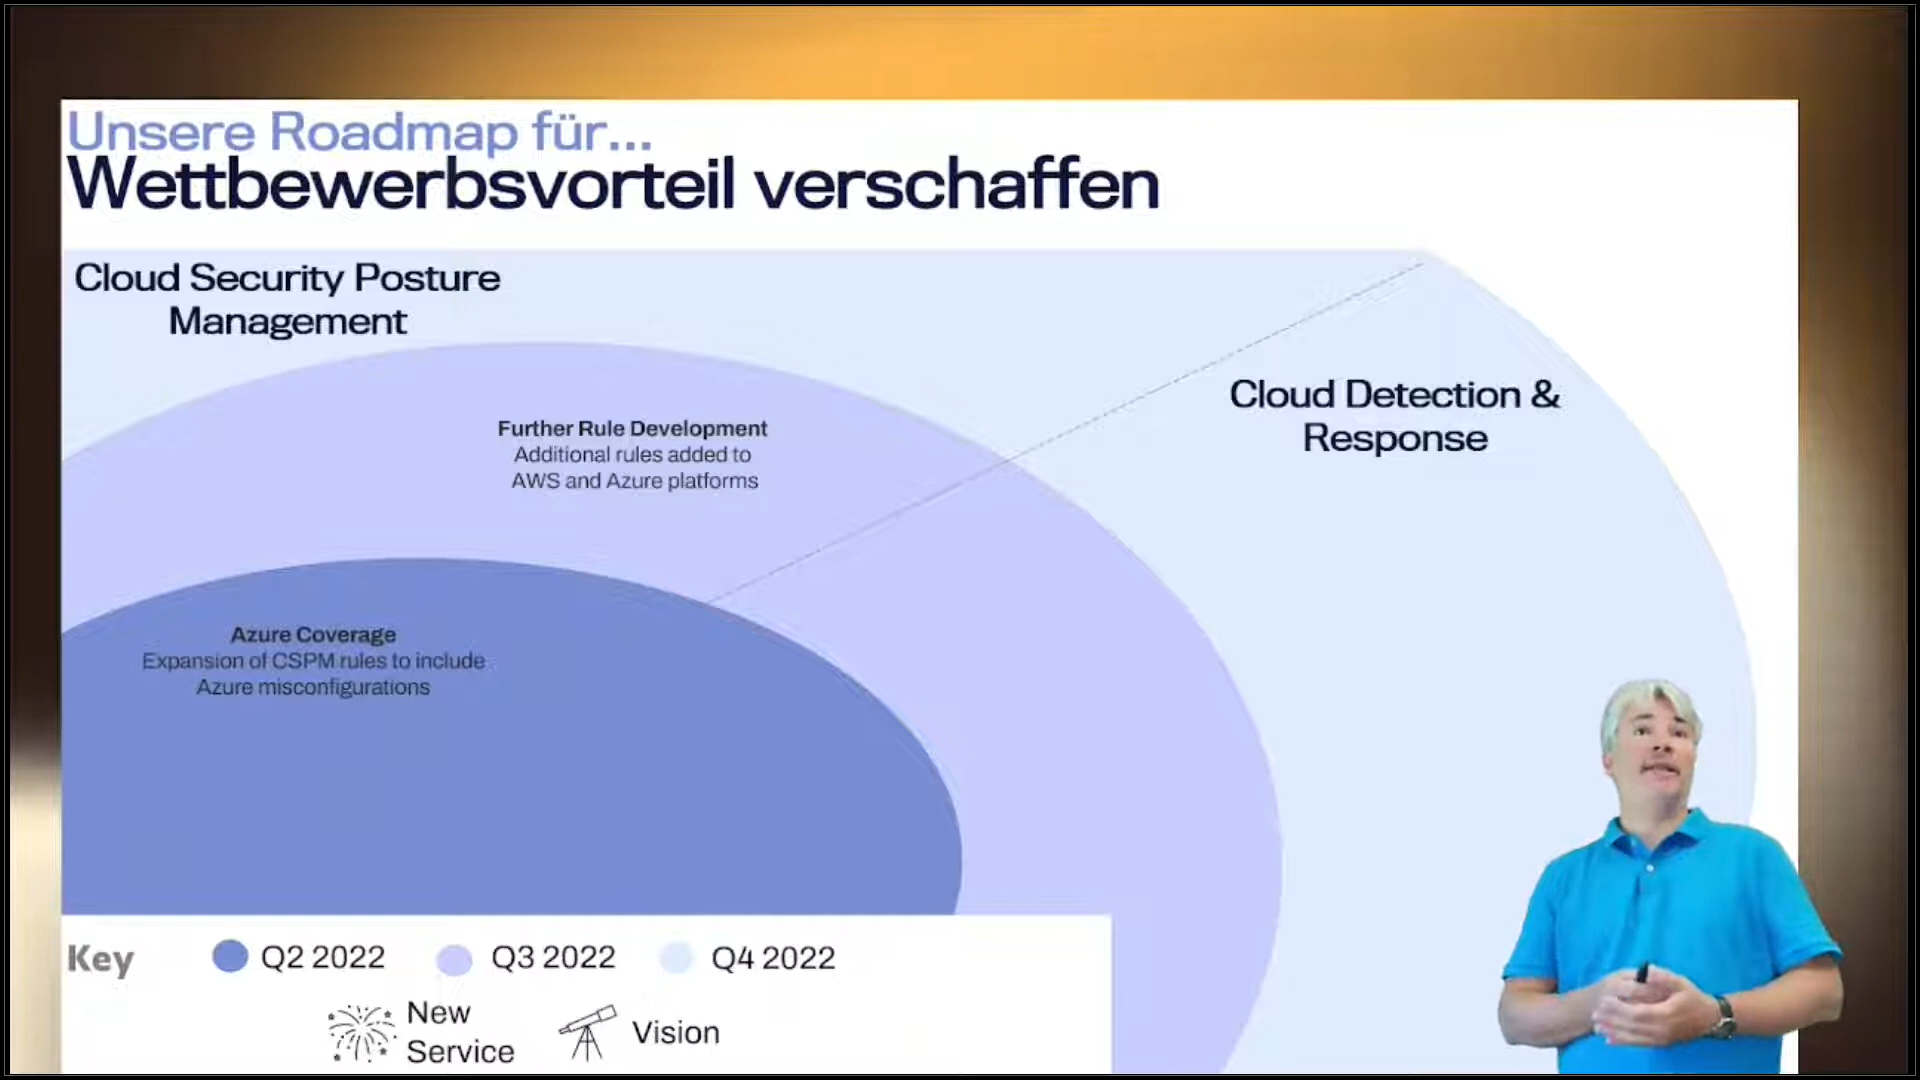 Unsere Roadmap für...
Wettbewerbsvorteil verschaffen
Cloud Security Posture
Management
Cloud Detection &
Response
Further Rule Development
Additional rules added to
AWS and Azure platforms
Azure Coverage
Expansion of CSPM rules to include
Azure misconfigurations
Key
Q2 2022
Q3 2022
Q4 2022
New
Service
Vision